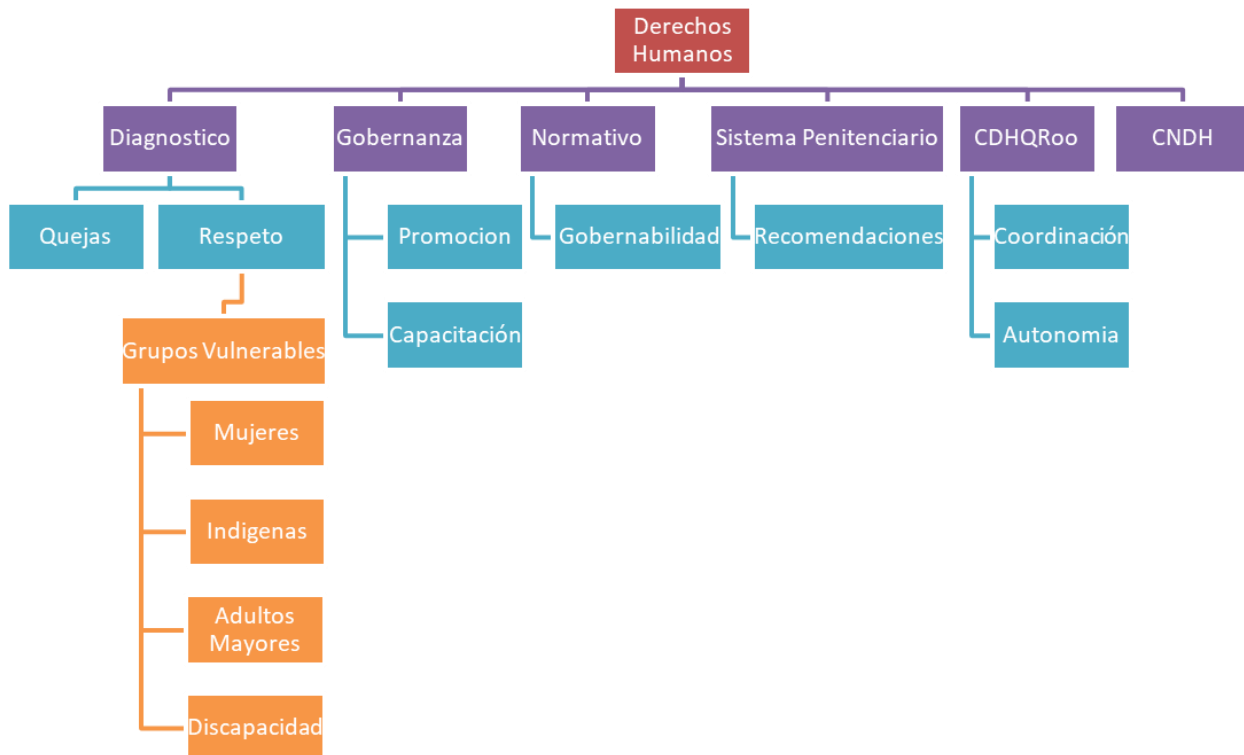 Derechos
Humanos
Diagnostico
Gobernanza
Normativo
Sistema Penitenciario
CDHQRoo
CNDH
Quejas
Respeto
Promocion
Gobernabilidad
Recomendaciones
Coordinación
Grupos Vulnerables
Capacitación
Autonomia
Mujeres
Indigenas
Adultos
Mayores
Discapacidad